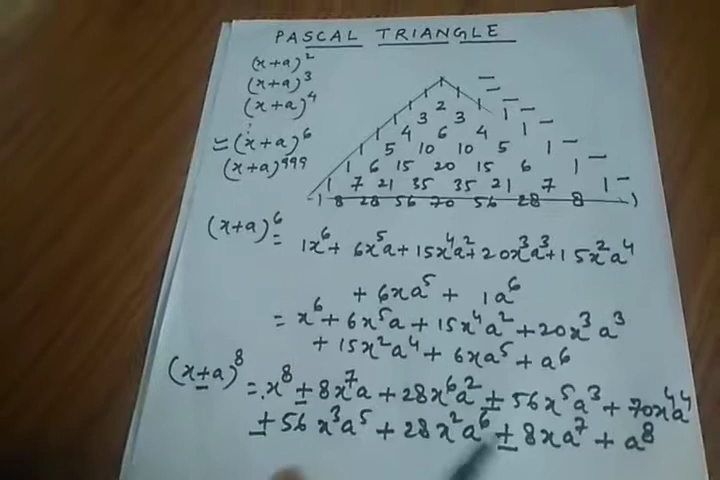 PASCAL TRIANGLE
(x+a)²
(x+a)³
(x+a)⁴
⋮
=(x+a)⁶
(x+a)⁹⁹⁹
1
1 1
1 2 1
1 3 3 1
1 4 6 4 1
1 5 10 10 5 1
1 6 15 20 15 6 1
1 7 21 35 35 21 7 1
1 8 28 56 70 56 28 8 1
(x+a)⁶ = 1x⁶ + 6x⁵a + 15x⁴a² + 20x³a³ + 15x²a⁴
+ 6xa⁵ + 1a⁶
= x⁶ + 6x⁵a + 15x⁴a² + 20x³a³
+ 15x²a⁴ + 6xa⁵ + a⁶
(x±a)⁸ = x⁸ ± 8x⁷a + 28x⁶a² ± 56x⁵a³ + 70x⁴a⁴
± 56x³a⁵ + 28x²a⁶ ± 8xa⁷ + a⁸